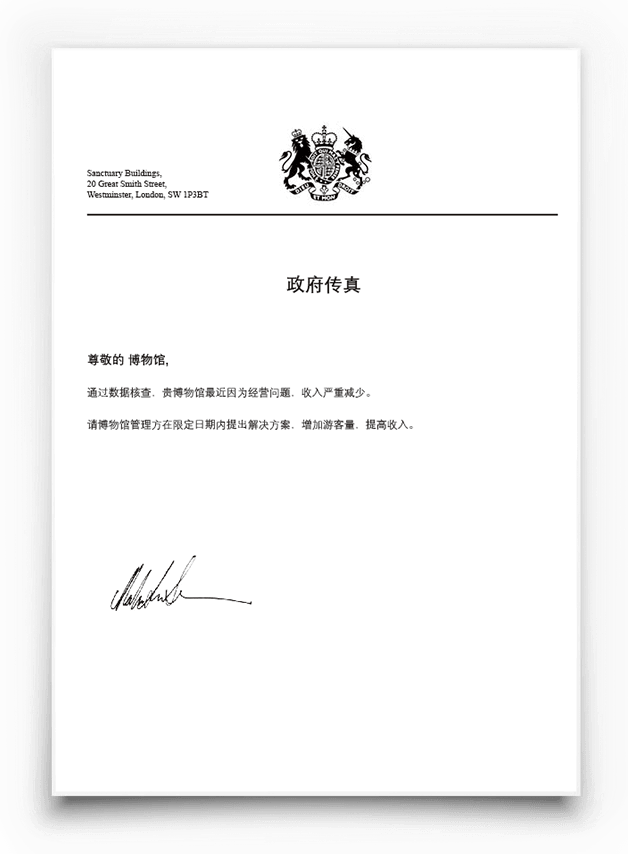 Sanctuary Buildings,
20 Great Smith Street,
Westminster, London, SW 1P3BT
DIEU
ET MON
DROIT
政府传真
尊敬的 博物馆,
通过数据核查，贵博物馆最近因为经营问题，收入严重减少。
请博物馆管理方在限定日期内提出解决方案，增加游客量，提高收入。